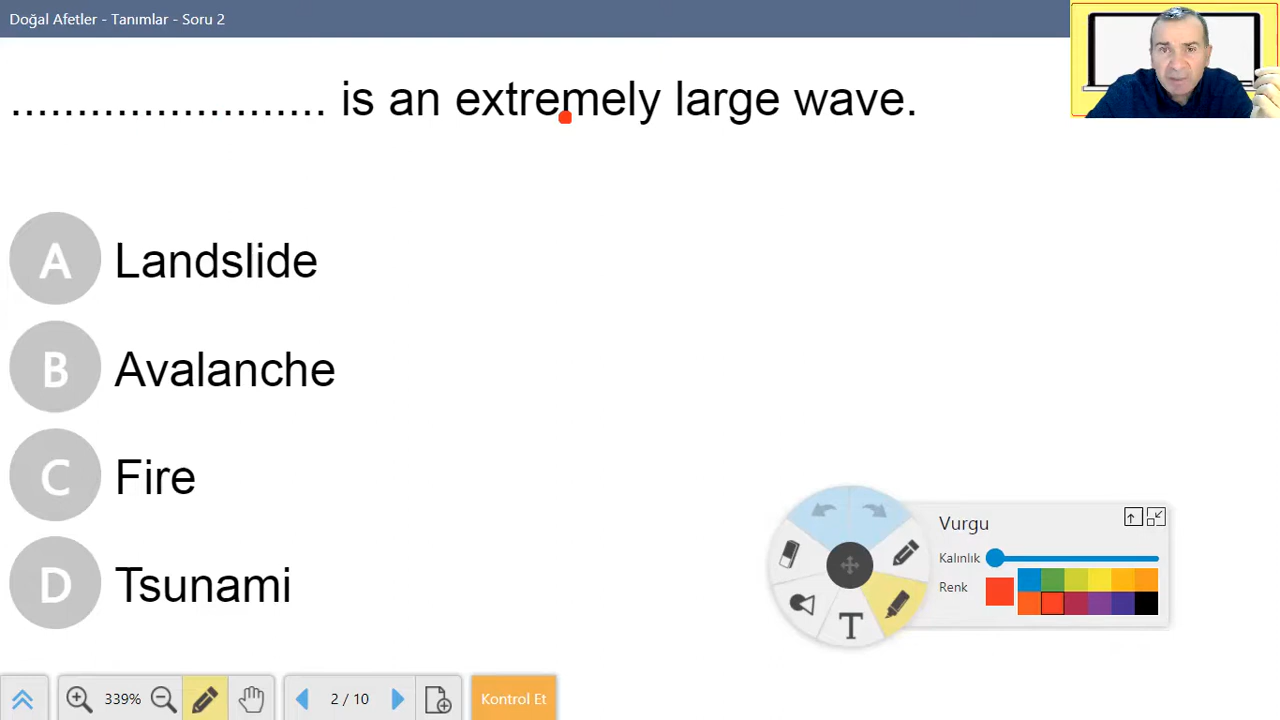 Doğal Afetler - Tanımlar - Soru 2
........................ is an extremely large wave.
A Landslide
B Avalanche
C Fire
D Tsunami
Vurgu
Kalınlık
Renk
T
339%
2 / 10
Kontrol Et